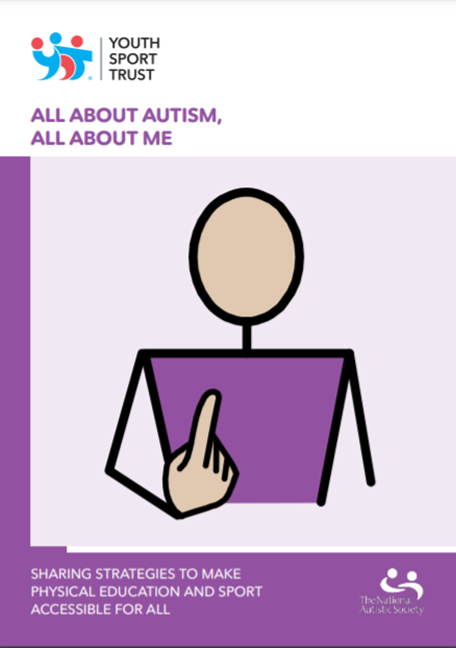 YOUTH
SPORT
TRUST
ALL ABOUT AUTISM,
ALL ABOUT ME
SHARING STRATEGIES TO MAKE
PHYSICAL EDUCATION AND SPORT
ACCESSIBLE FOR ALL
The National
Autistic Society